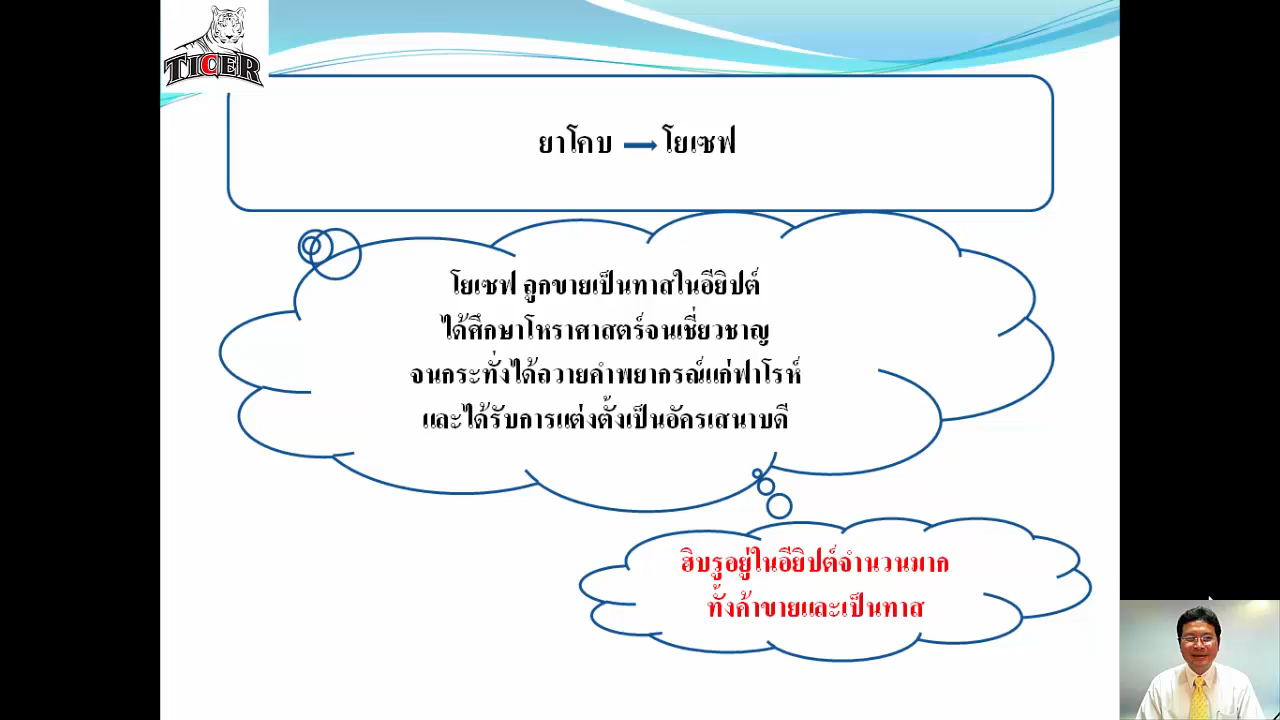 TICER
ยาโคบ → โยเซฟ
โยเซฟ ถูกขายเป็นทาสในอียิปต์
ได้ศึกษาโหราศาสตร์จนเชี่ยวชาญ
จนกระทั่งได้ถวายคำพยากรณ์แก่ฟาโรห์
และได้รับการแต่งตั้งเป็นอัครเสนาบดี
ฮิบรูอยู่ในอียิปต์จำนวนมาก
ทั้งค้าขายและเป็นทาส